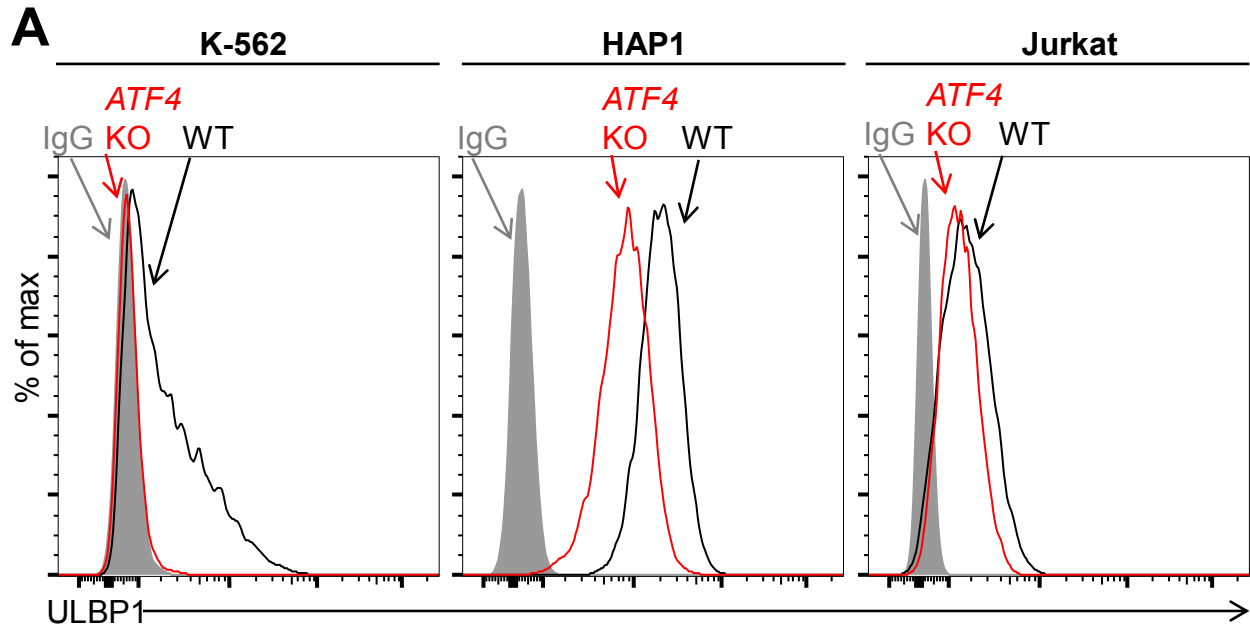 A
K-562
HAP1
Jurkat
ATF4
IgG KO WT
ATF4
IgG KO WT
ATF4
IgG KO WT
% of max
ULBP1